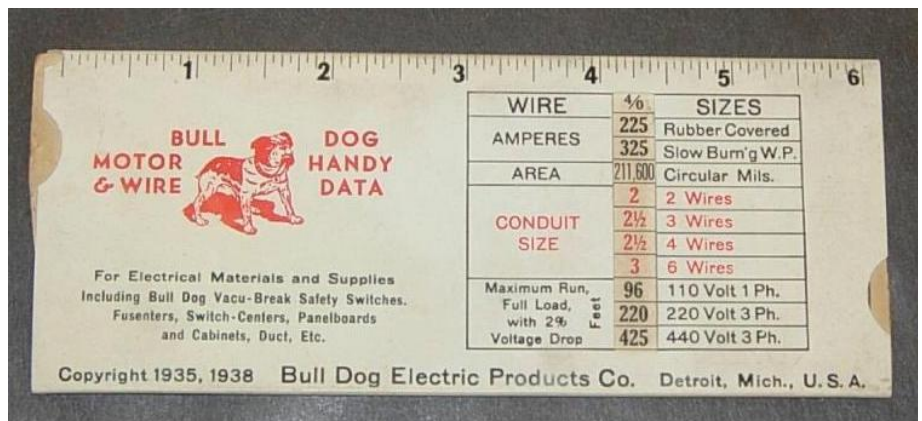 1 2 3 4 5 6
BULL DOG
MOTOR HANDY
& WIRE DATA
For Electrical Materials and Supplies
Including Bull Dog Vacu-Break Safety Switches.
Fusenters, Switch-Centers, Panelboards
and Cabinets, Duct, Etc.
WIRE 4/0 SIZES
AMPERES 225 Rubber Covered
325 Slow Burn'g W.P.
AREA 211,600 Circular Mils.
CONDUIT SIZE
2 2 Wires
2½ 3 Wires
2½ 4 Wires
3 6 Wires
Maximum Run,
Full Load,
with 2%
Voltage Drop
Feet
96 110 Volt 1 Ph.
220 220 Volt 3 Ph.
425 440 Volt 3 Ph.
Copyright 1935, 1938 Bull Dog Electric Products Co. Detroit, Mich., U. S. A.